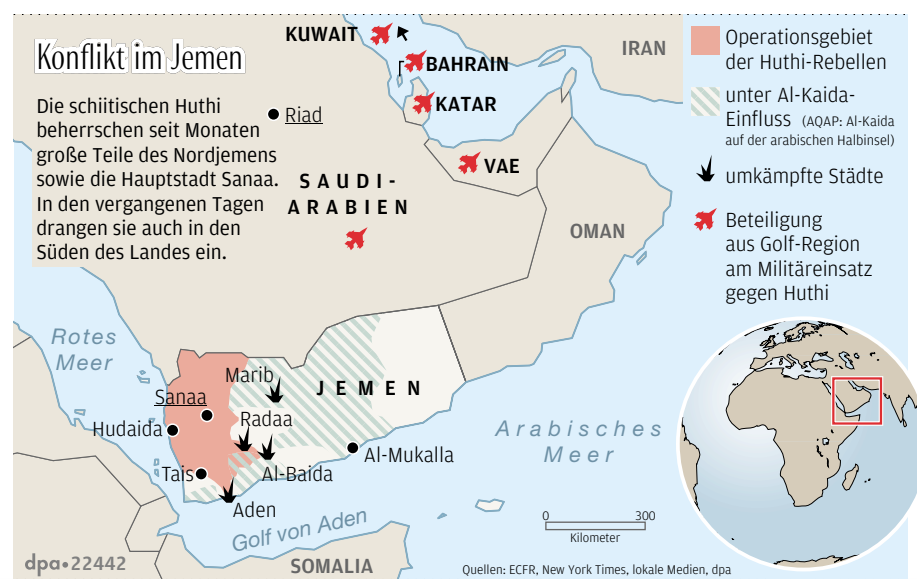 Konflikt im Jemen
Die schiitischen Huthi
beherrschen seit Monaten
große Teile des Nordjemens
sowie die Hauptstadt Sanaa.
In den vergangenen Tagen
drangen sie auch in den
Süden des Landes ein.
KUWAIT
BAHRAIN
KATAR
VAE
IRAN
Riad
SAUDI-
ARABIEN
OMAN
Operationsgebiet
der Huthi-Rebellen
unter Al-Kaida-
Einfluss (AQAP: Al-Kaida
auf der arabischen Halbinsel)
umkämpfte Städte
Beteiligung
aus Golf-Region
am Militäreinsatz
gegen Huthi
Rotes
Meer
Marib
JEMEN
Sanaa
Radaa
Hudaida
Al-Mukalla
Tais
Al-Baida
Aden
Arabisches
Meer
Golf von Aden
SOMALIA
0 300
Kilometer
dpa•22442
Quellen: ECFR, New York Times, lokale Medien, dpa